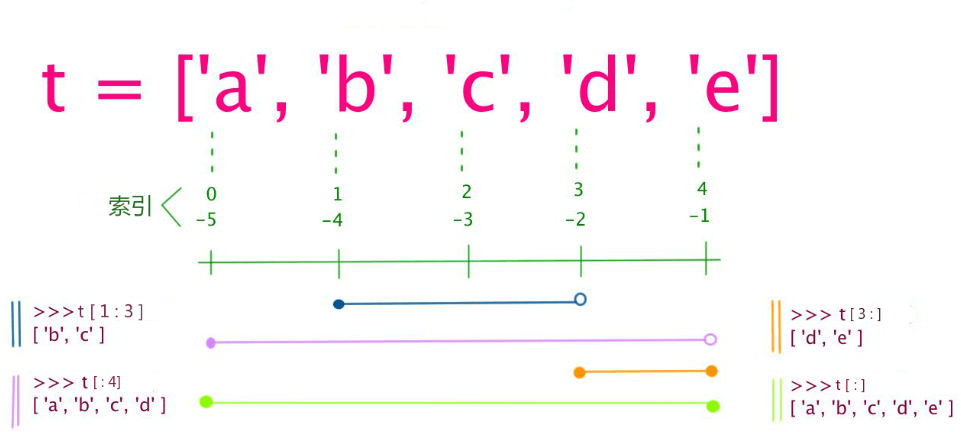 t = ['a', 'b', 'c', 'd', 'e']
索引
0 1 2 3 4
-5 -4 -3 -2 -1
>>>t[1:3]
['b', 'c']
>>> t[:4]
['a', 'b', 'c', 'd']
>>> t[3:]
['d', 'e']
>>>t[:]
['a', 'b', 'c', 'd', 'e']